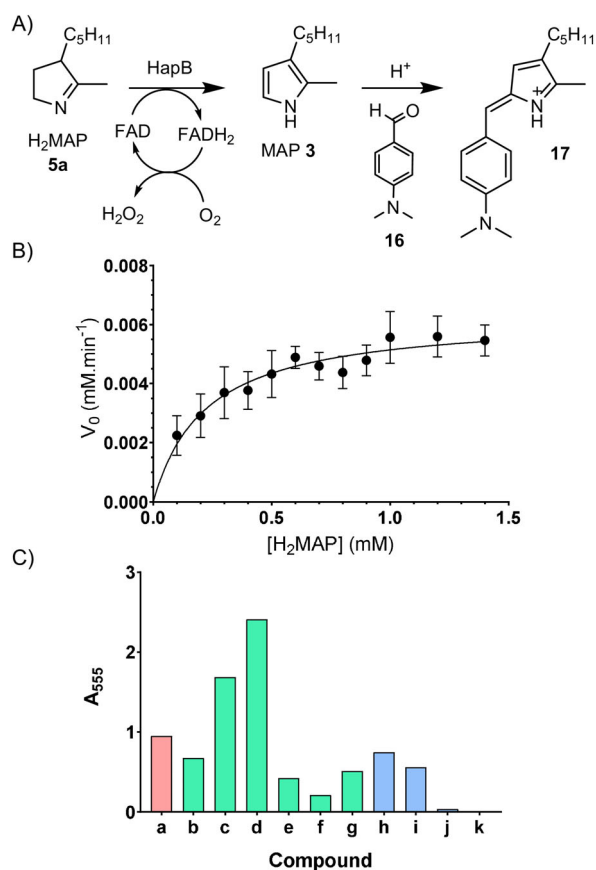 A)
C₅H₁₁
N
H₂MAP
5a
HapB
FAD
FADH₂
H₂O₂
O₂
C₅H₁₁
N
H
MAP 3
H⁺
O
N
16
C₅H₁₁
N
+
H
17
N
B)
0.008
0.006
0.004
0.002
0.000
V₀ (mM.min⁻¹)
0.0 0.5 1.0 1.5
[H₂MAP] (mM)
C)
3
2
1
0
A₅₅₅
a b c d e f g h i j k
Compound